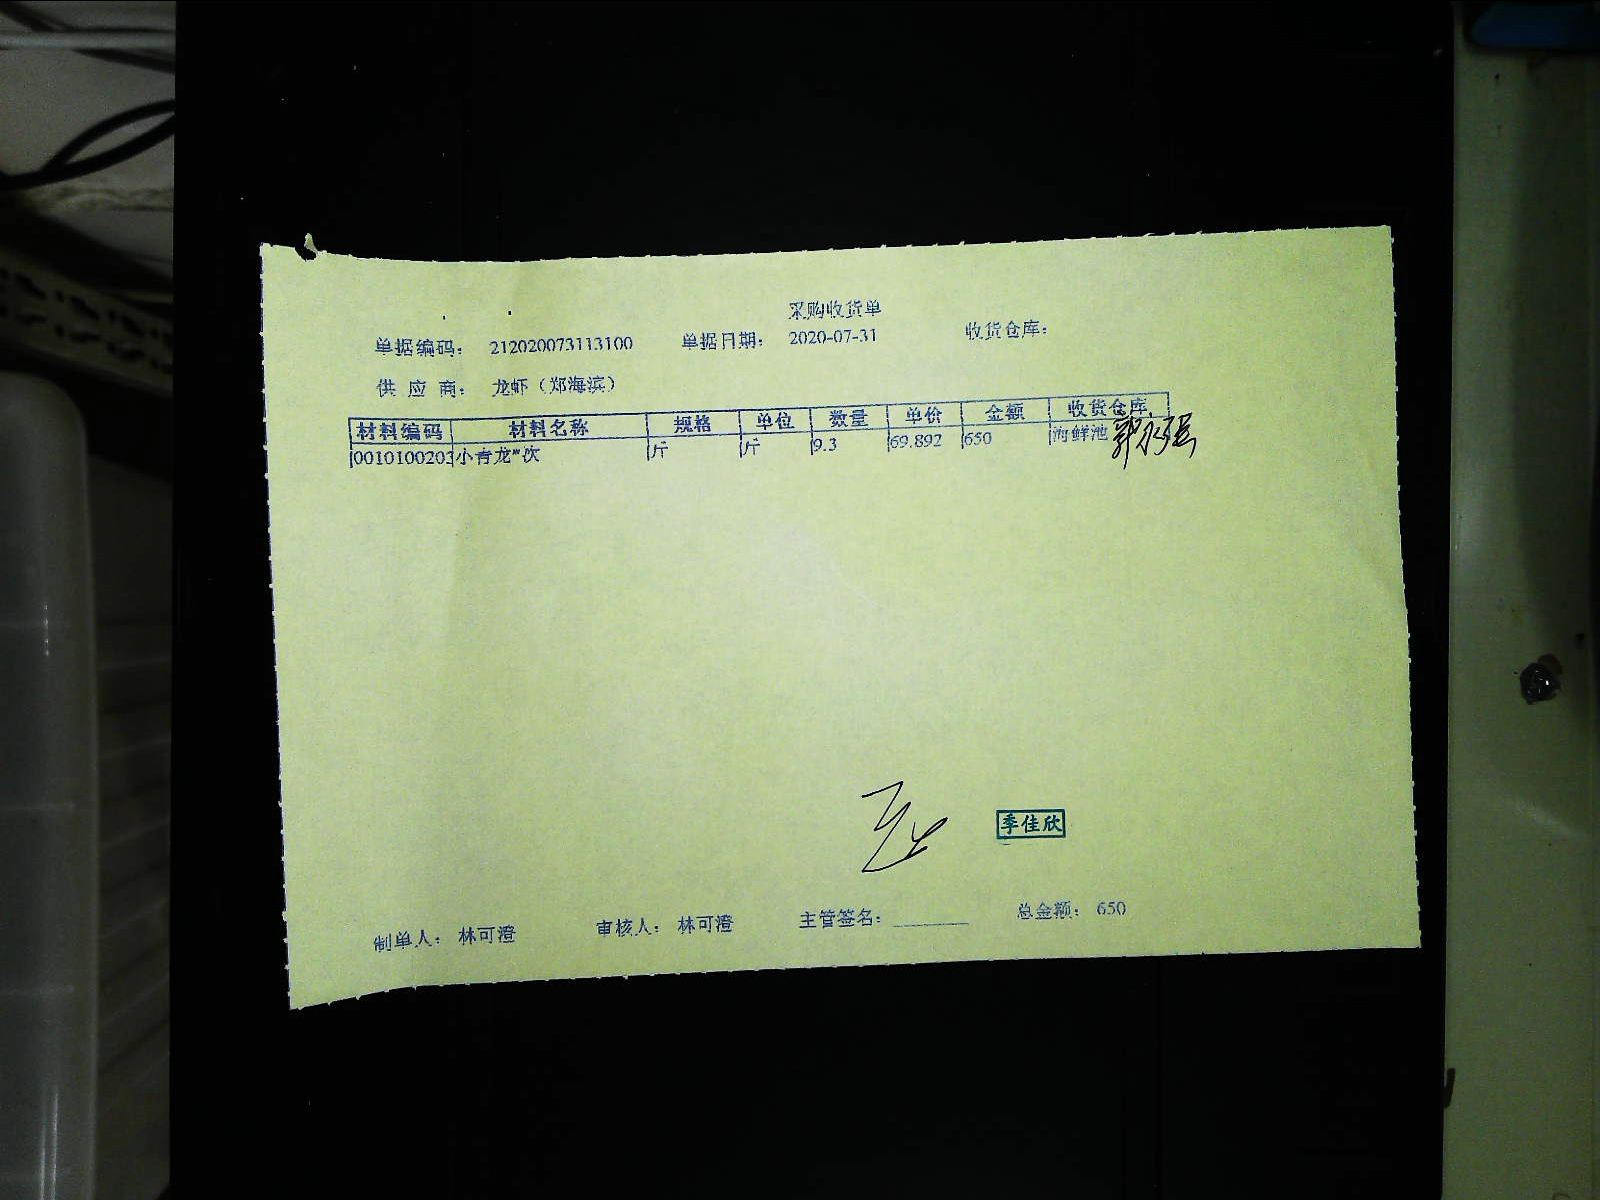 采购收货单
单据编码： 212020073113100 单据日期： 2020-07-31 收货仓库：
供 应 商： 龙虾（郑海滨）
材料编码 材料名称 规格 单位 数量 单价 金额 收货仓库
0010100203 小青龙"次 斤 斤 9.3 69.892 650 海鲜池
郭永强
季佳欣
制单人： 林可澄 审核人： 林可澄 主管签名： ________ 总金额： 650